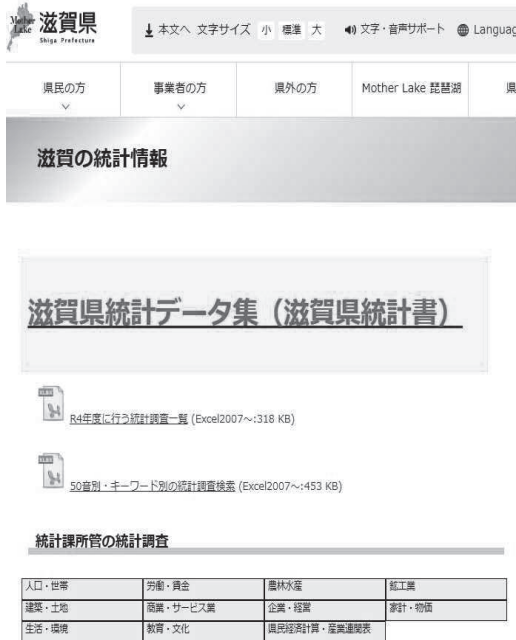 Mother Lake 滋賀県 Shiga Prefecture
本文へ 文字サイズ 小 標準 大 文字・音声サポート Languag
県民の方 事業者の方 県外の方 Mother Lake 琵琶湖 県
滋賀の統計情報
滋賀県統計データ集（滋賀県統計書）
R4年度に行う統計調査一覧 (Excel2007～:318 KB)
50音別・キーワード別の統計調査検索 (Excel2007～:453 KB)
統計課所管の統計調査
人口・世帯 労働・賃金 農林水産 鉱工業
建築・土地 商業・サービス業 企業・経営 家計・物価
生活・環境 教育・文化 県民経済計算・産業連関表